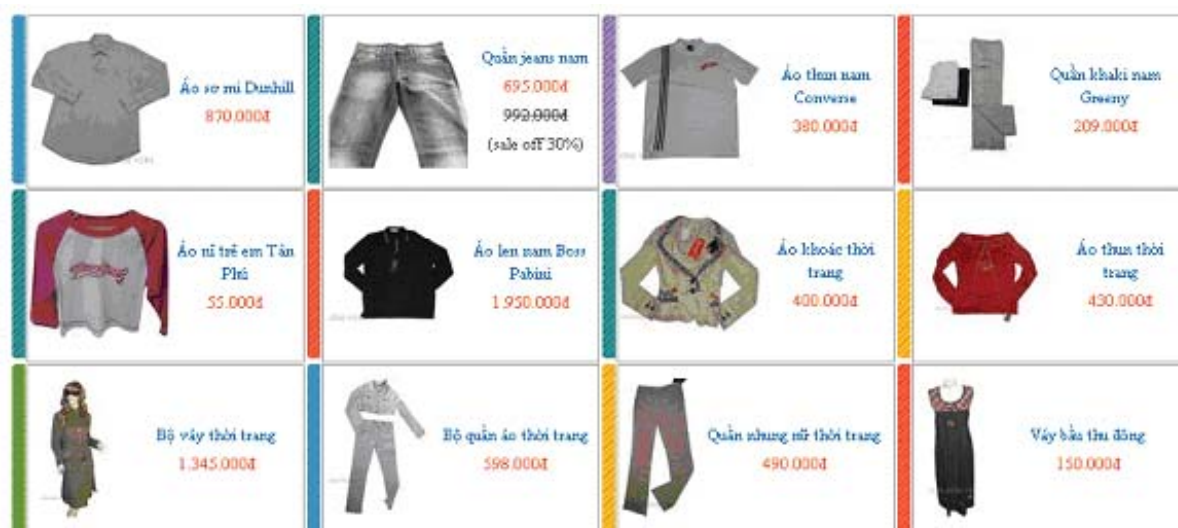 Áo sơ mi Dunhill
870.000đ
Quần jeans nam
695.000đ
992.000đ
(sale off 30%)
Áo thun nam
Converse
380.000đ
Quần khaki nam
Greeny
209.000đ
Áo nỉ trẻ em Tân
Phú
55.000đ
Áo len nam Boss
Pabini
1.950.000đ
Áo khoác thời
trang
400.000đ
Áo thun thời
trang
430.000đ
Bộ váy thời trang
1.345.000đ
Bộ quần áo thời trang
598.000đ
Quần nhung nữ thời trang
490.000đ
Váy bầu thu đông
150.000đ